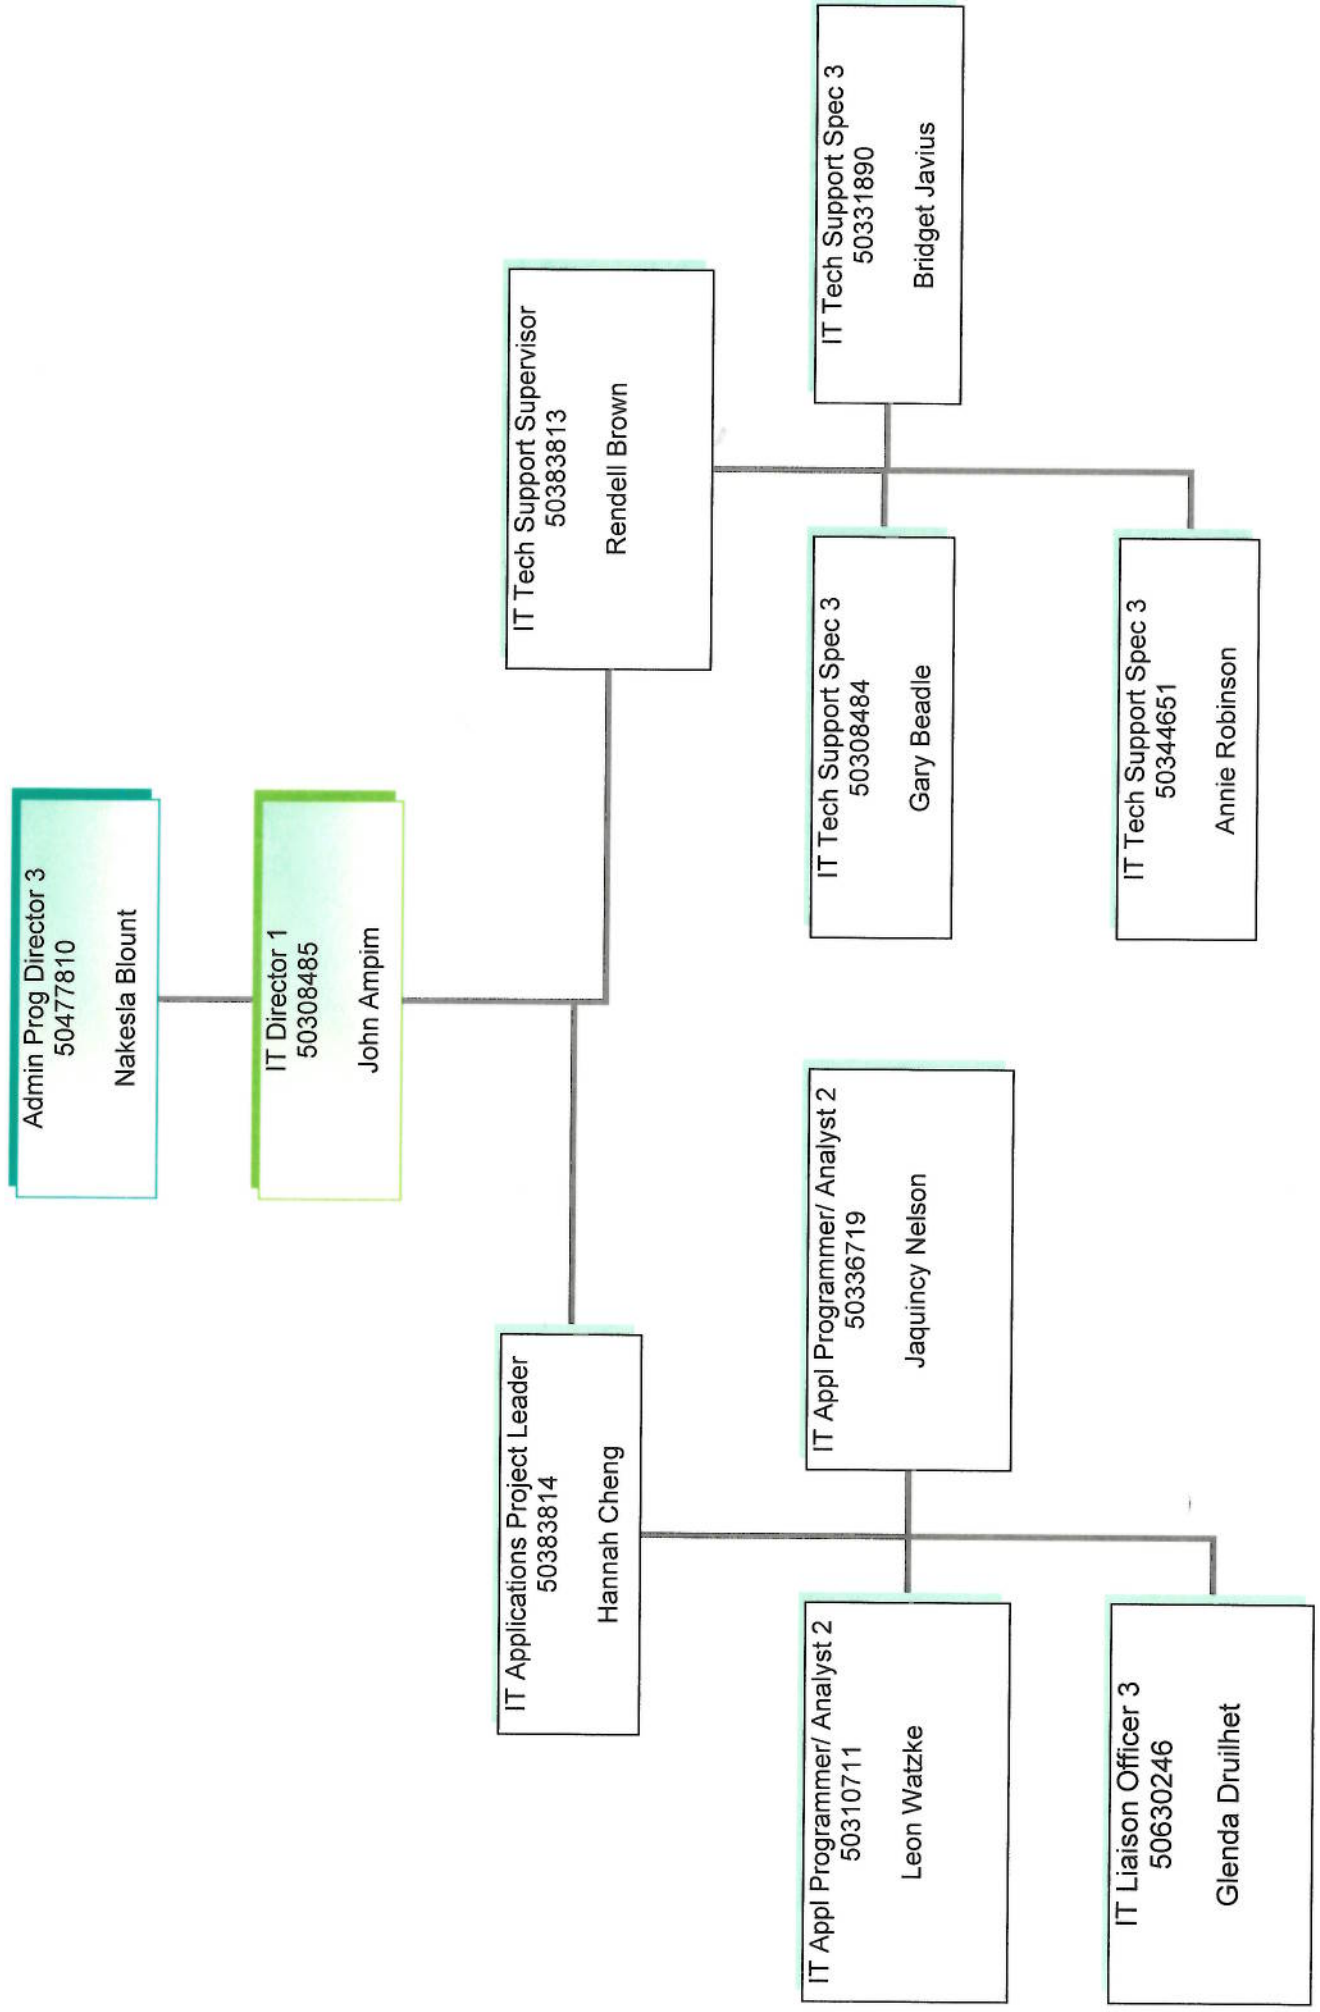 Admin Prog Director 3
50477810
Nakesla Blount
IT Director 1
50308485
John Ampim
IT Applications Project Leader
50383814
Hannah Cheng
IT Tech Support Supervisor
50383813
Rendell Brown
IT Appl Programmer/ Analyst 2
50310711
Leon Watzke
IT Appl Programmer/ Analyst 2
50336719
Jaquincy Nelson
IT Liaison Officer 3
50630246
Glenda Druilhet
IT Tech Support Spec 3
50308484
Gary Beadle
IT Tech Support Spec 3
50331890
Bridget Javius
IT Tech Support Spec 3
50344651
Annie Robinson